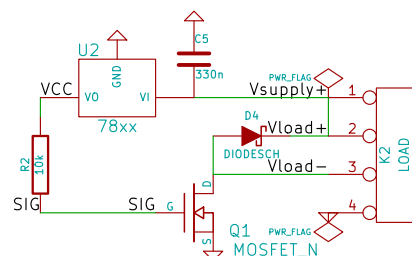 U2
C5
330n
GND
VCC
VO
VI
78xx
PWR_FLAG
Vsupply+
1
D4
DIODESCH
Vload+
2
Vload-
3
K2
LOAD
4
PWR_FLAG
R2
10k
SIG
SIG
G
D
S
Q1
MOSFET_N